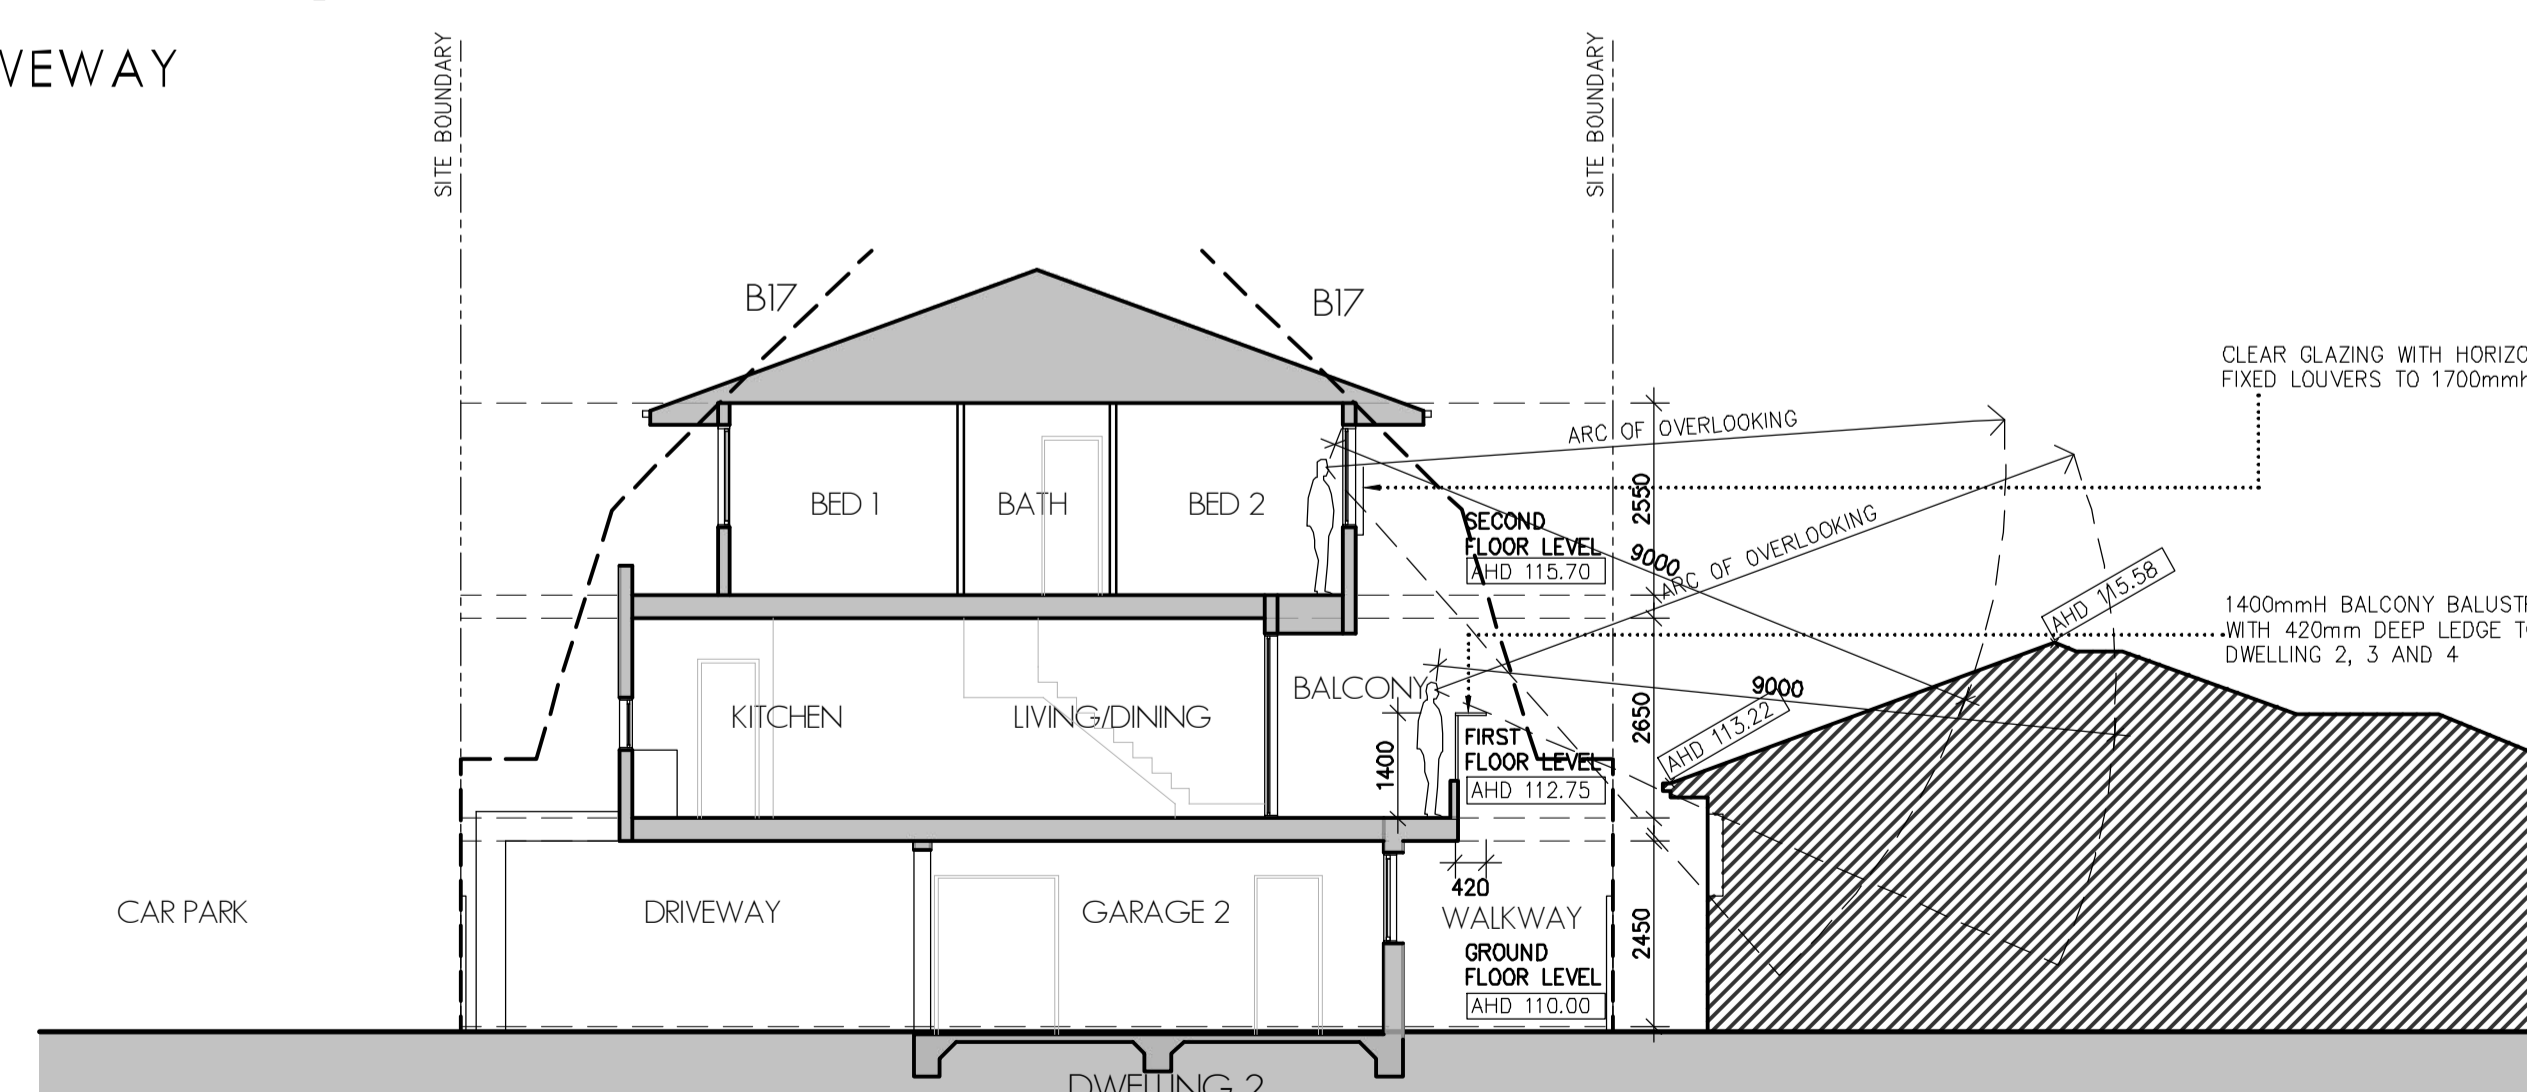 VEWAY
SITE BOUNDARY
SITE BOUNDARY
B17
B17
CLEAR GLAZING WITH HORIZO
FIXED LOUVERS TO 1700mmh
ARC OF OVERLOOKING
BED 1
BATH
BED 2
2550
SECOND
FLOOR LEVEL
AHD 115.70
9000
ARC OF OVERLOOKING
AHD 115.58
1400mmH BALCONY BALUST
WITH 420mm DEEP LEDGE T
DWELLING 2, 3 AND 4
KITCHEN
LIVING/DINING
BALCONY
1400
FIRST
FLOOR LEVEL
AHD 112.75
2650
9000
AHD 113.22
CAR PARK
DRIVEWAY
GARAGE 2
420
WALKWAY
2450
GROUND
FLOOR LEVEL
AHD 110.00
DWELLING 2